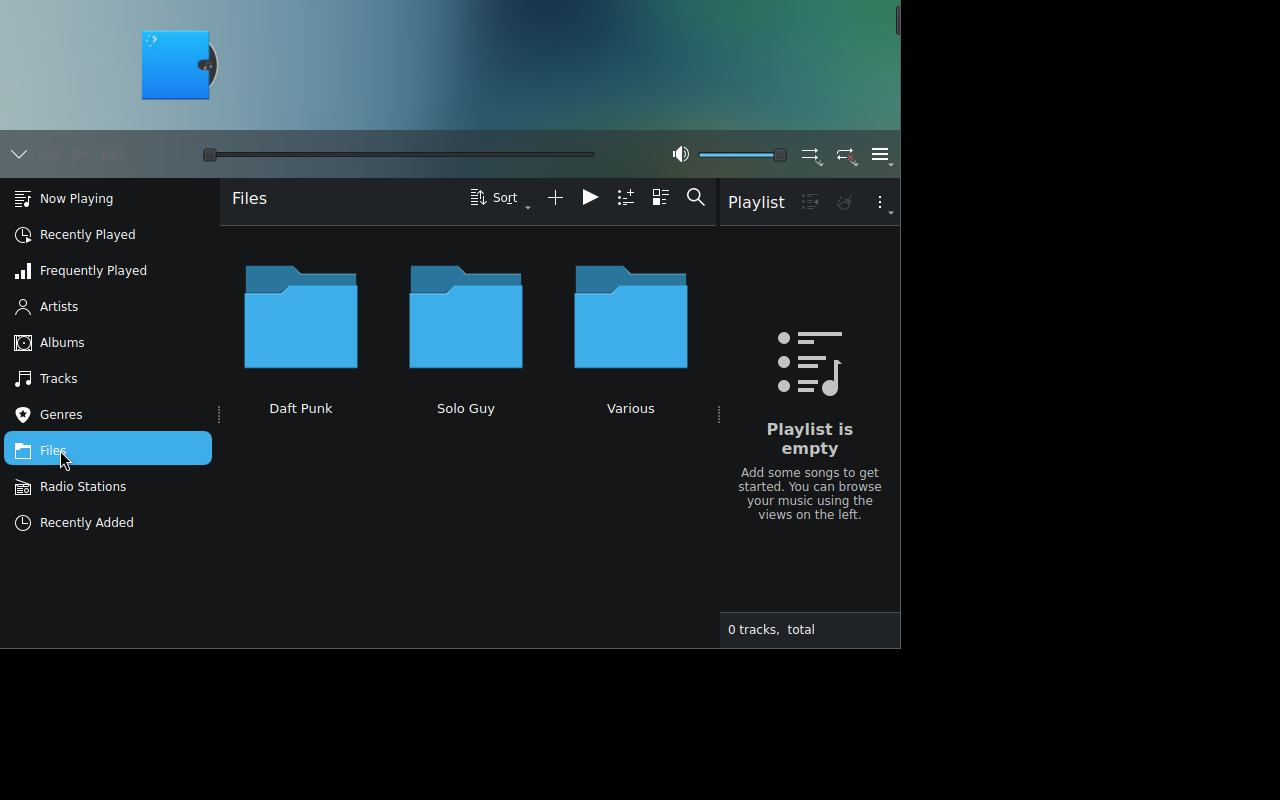 Now Playing
Recently Played
Frequently Played
Artists
Albums
Tracks
Genres
Files
Radio Stations
Recently Added
Files
Sort
Daft Punk
Solo Guy
Various
Playlist
Playlist is
empty
Add some songs to get
started. You can browse
your music using the
views on the left.
0 tracks,  total